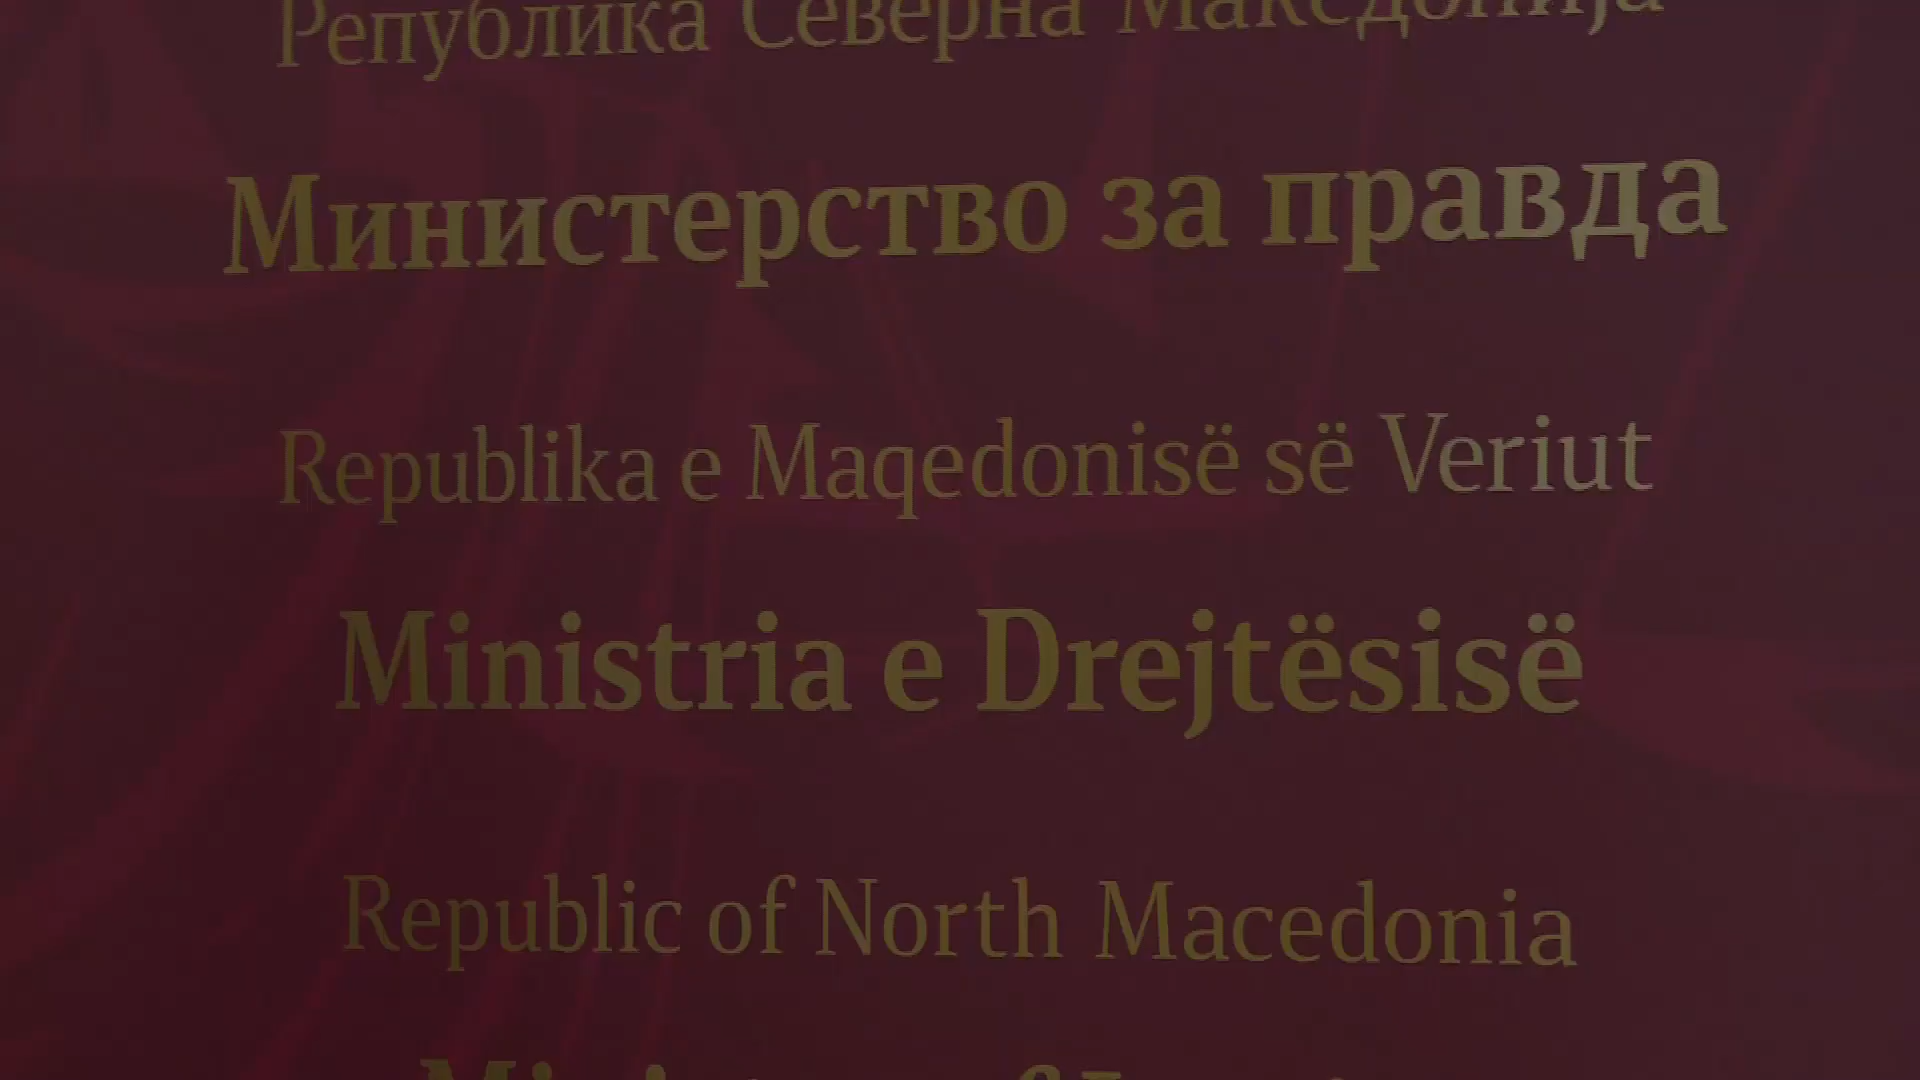 Република Северна Македонија
Министерство за правда
Republika e Maqedonisë së Veriut
Ministria e Drejtësisë
Republic of North Macedonia